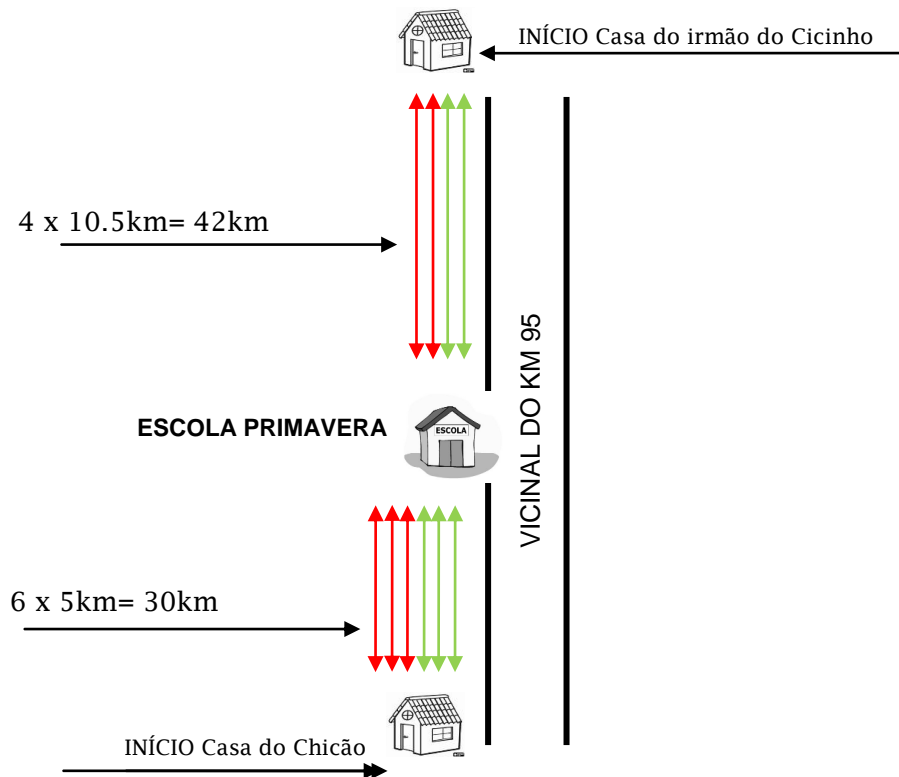 INÍCIO Casa do irmão do Cicinho
4 x 10.5km= 42km
ESCOLA PRIMAVERA
ESCOLA
VICINAL DO KM 95
6 x 5km= 30km
INÍCIO Casa do Chicão